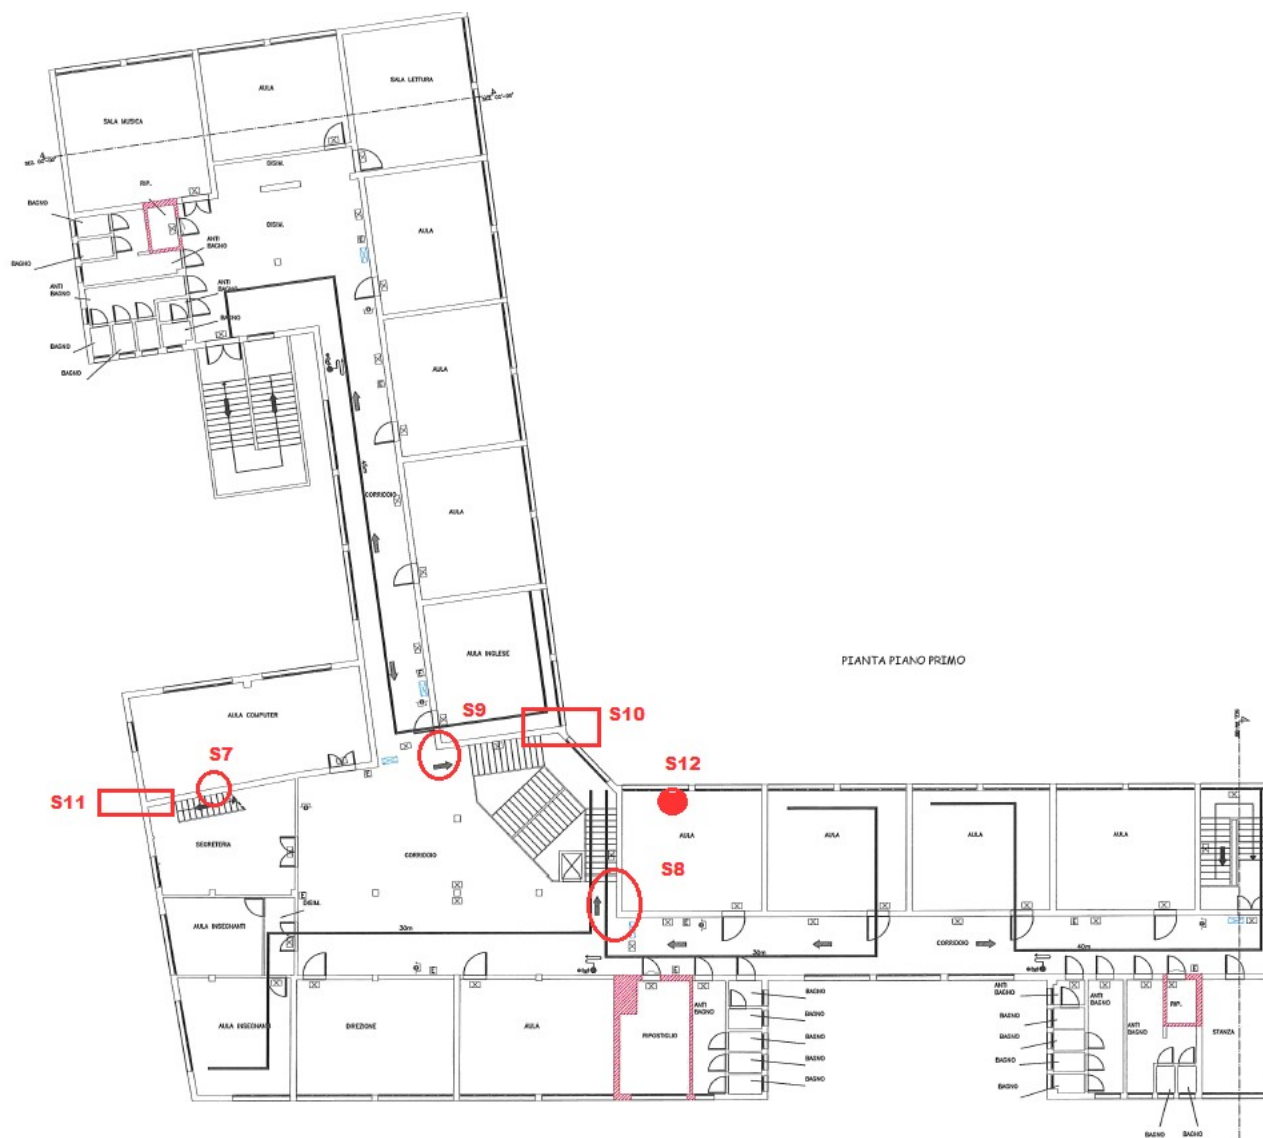 SALA LETTURA
AULA
SALA MUSICA
DISIM.
RIP.
BAGNO
DISIM.
AULA
ANTI
BAGNO
BAGNO
ANTI
BAGNO
ANTI
BAGNO
BAGNO
BAGNO
BAGNO
AULA
CORRIDOIO
AULA
AULA INGLESE
PIANTA PIANO PRIMO
S9
S10
AULA COMPUTER
S7
S12
S11
AULA
AULA
AULA
AULA
SEGRETERIA
CORRIDOIO
S8
DISIM.
AULA INSEGNANTI
30m
CORRIDOIO
30m
40m
AULA INSEGNANTI
DIREZIONE
AULA
RIPOSTIGLIO
ANTI
BAGNO
BAGNO
BAGNO
BAGNO
BAGNO
BAGNO
ANTI
BAGNO
ANTI
BAGNO
BAGNO
BAGNO
BAGNO
BAGNO
ANTI
BAGNO
RIP.
STANZA
BAGNO
BAGNO